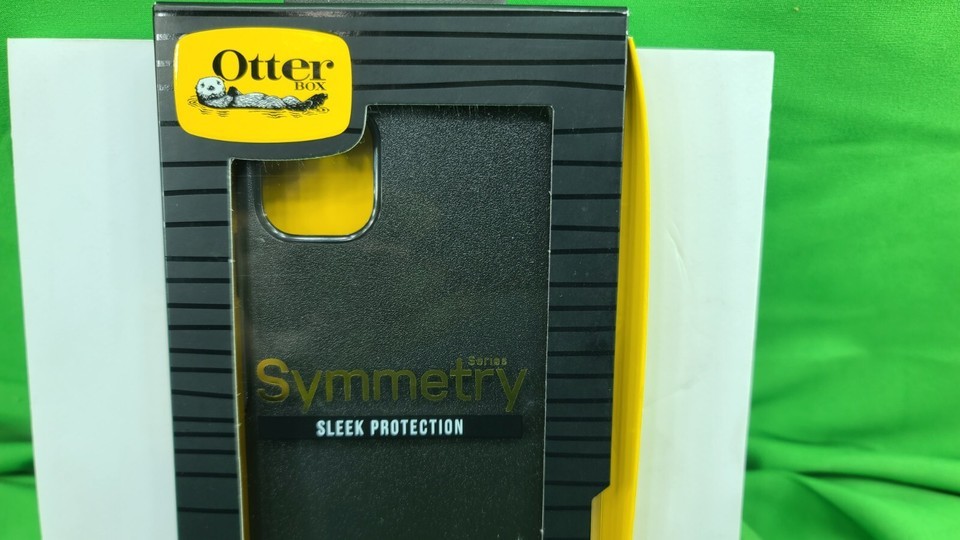 Otter
BOX
Series
Symmetry
SLEEK PROTECTION